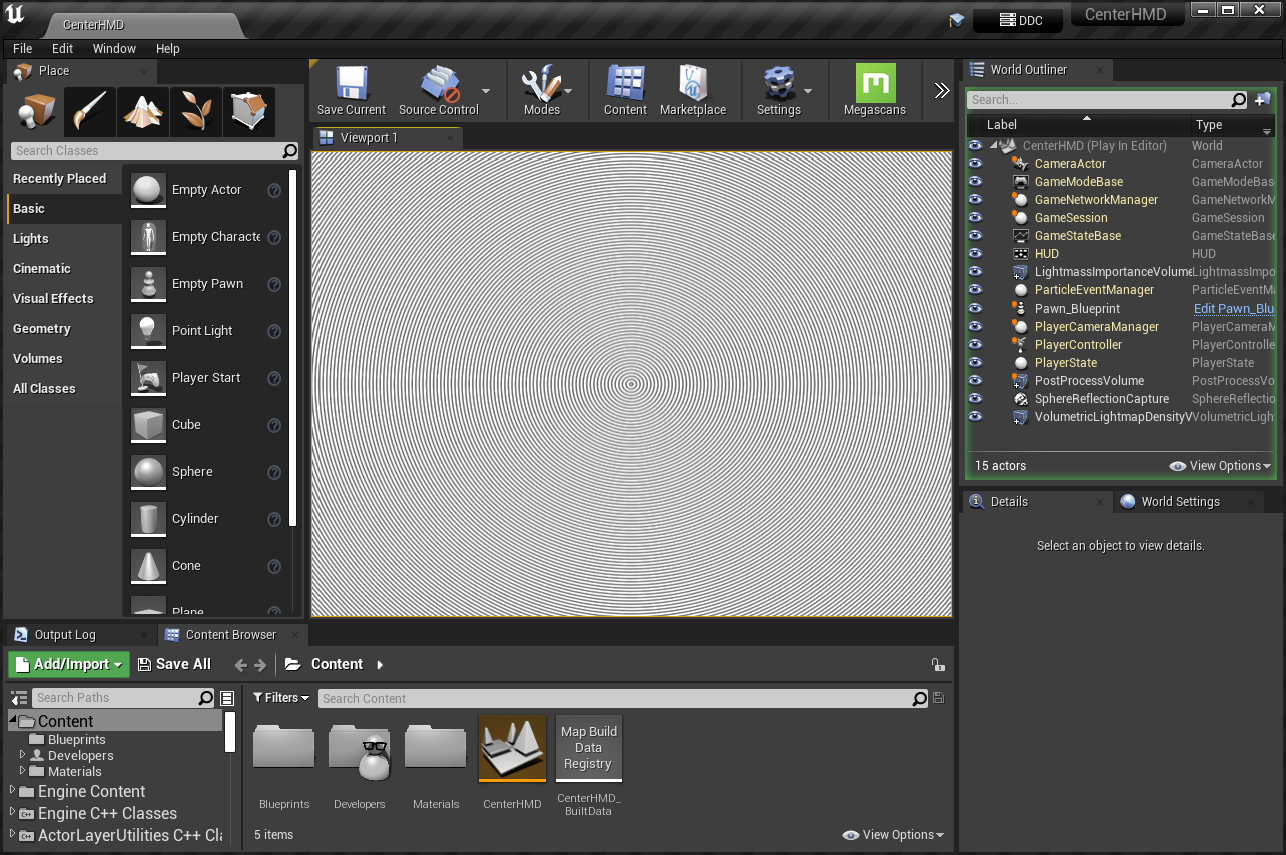 CenterHMD
DDC
CenterHMD
File Edit Window Help
Place
Search Classes
Recently Placed
Basic
Lights
Cinematic
Visual Effects
Geometry
Volumes
All Classes
Empty Actor
Empty Characte
Empty Pawn
Point Light
Player Start
Cube
Sphere
Cylinder
Cone
Plane
Save Current
Source Control
Modes
Content
Marketplace
Settings
Megascans
Viewport 1
World Outliner
Search...
Label Type
CenterHMD (Play In Editor) World
CameraActor CameraActor
GameModeBase GameModeBas
GameNetworkManager GameNetworkM
GameSession GameSession
GameStateBase GameStateBase
HUD HUD
LightmassImportanceVolume LightmassImpo
ParticleEventManager ParticleEventMa
Pawn_Blueprint Edit Pawn_Blu
PlayerCameraManager PlayerCameraM
PlayerController PlayerControlle
PlayerState PlayerState
PostProcessVolume PostProcessVo
SphereReflectionCapture SphereReflectio
VolumetricLightmapDensityV VolumetricLigh
15 actors View Options
Details World Settings
Select an object to view details.
Output Log Content Browser
Add/Import Save All Content
Search Paths
Content
Blueprints
Developers
Materials
Engine Content
Engine C++ Classes
ActorLayerUtilities C++ Cla
Filters Search Content
Blueprints
Developers
Materials
CenterHMD
Map Build
Data
Registry
CenterHMD_
BuiltData
5 items View Options